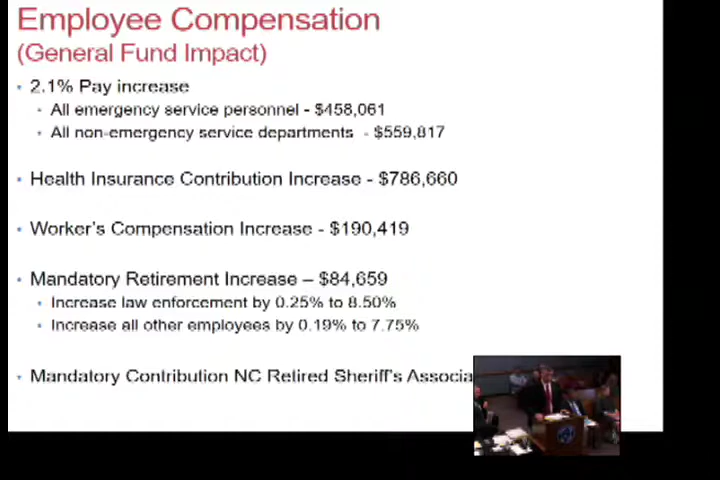 Employee Compensation
(General Fund Impact)
• 2.1% Pay increase
• All emergency service personnel - $458,061
• All non-emergency service departments - $559,817
• Health Insurance Contribution Increase - $786,660
• Worker's Compensation Increase - $190,419
• Mandatory Retirement Increase – $84,659
• Increase law enforcement by 0.25% to 8.50%
• Increase all other employees by 0.19% to 7.75%
• Mandatory Contribution NC Retired Sheriff's Associa